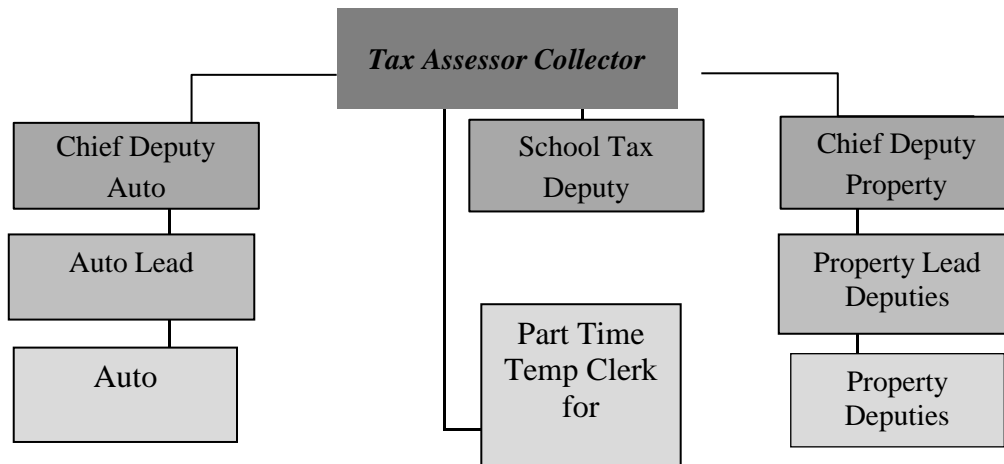 Tax Assessor Collector
Chief Deputy
Auto
School Tax
Deputy
Chief Deputy
Property
Auto Lead
Property Lead
Deputies
Part Time
Temp Clerk
for
Auto
Property
Deputies